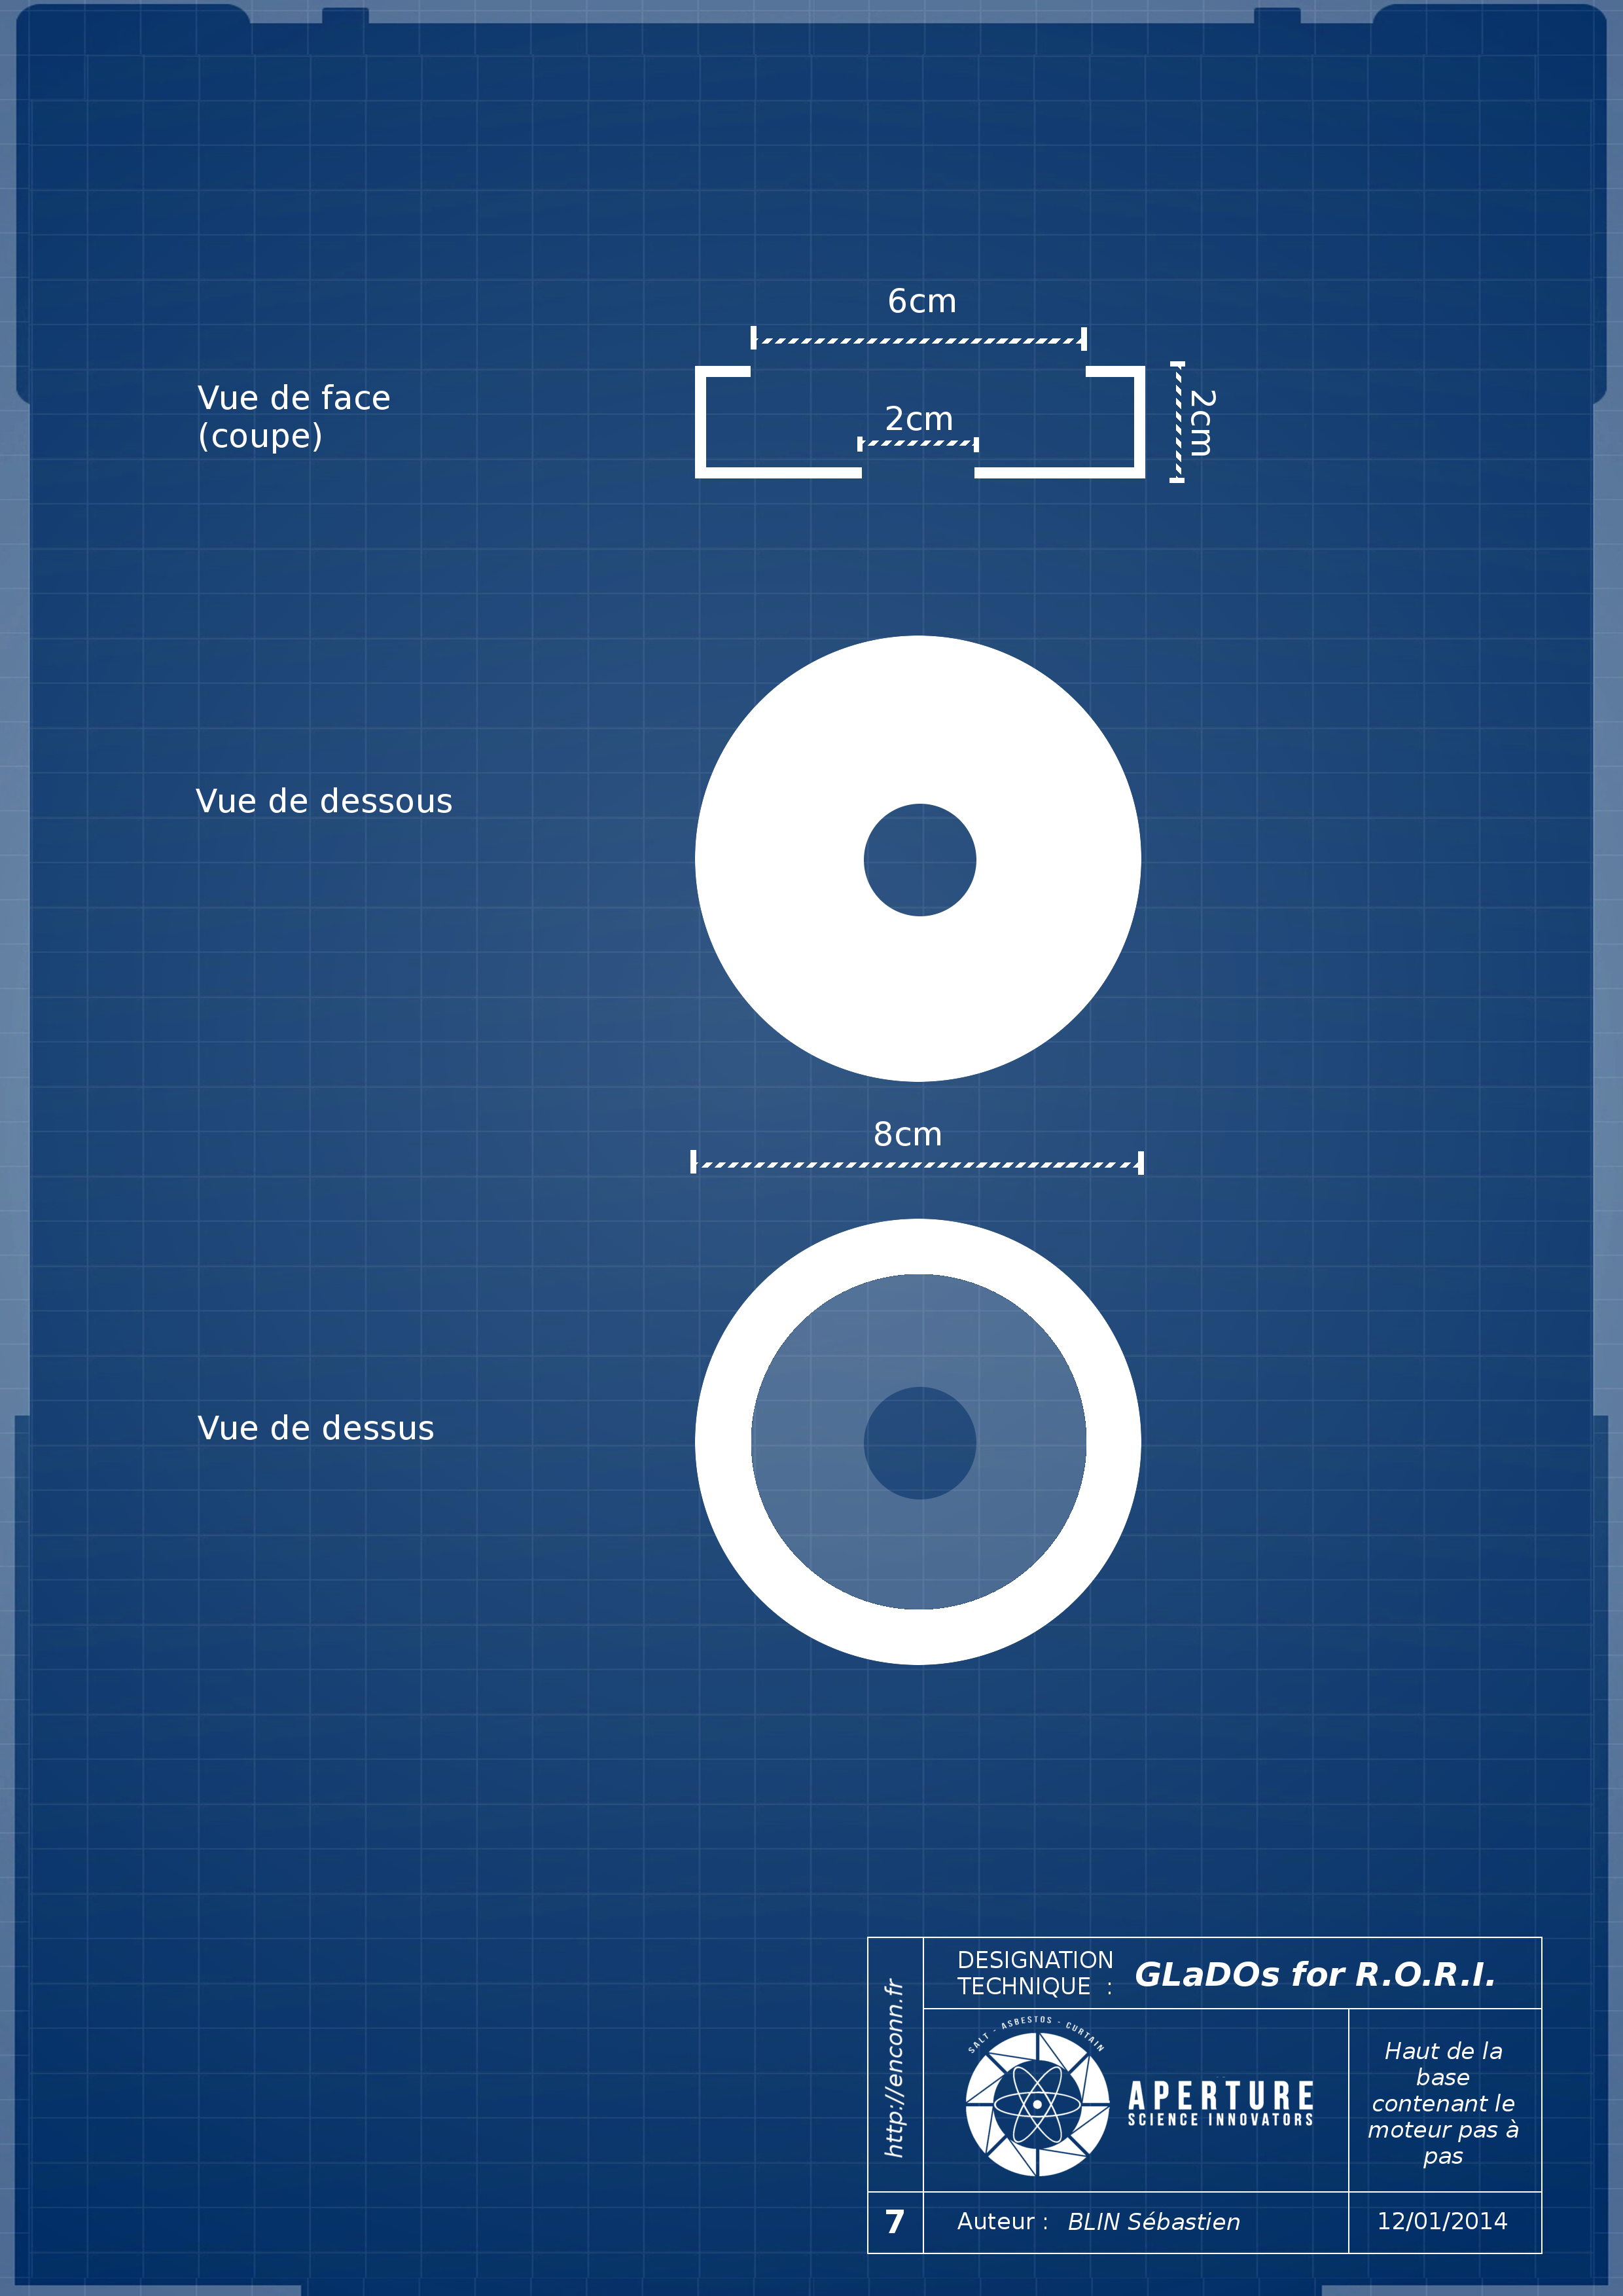 6cm
Vue de face
(coupe)
2cm
2cm
Vue de dessous
8cm
Vue de dessus
http://enconn.fr
DESIGNATION
TECHNIQUE :
GLaDOs for R.O.R.I.
SALT - ASBESTOS - CURTAIN
APERTURE
SCIENCE INNOVATORS
Haut de la
base
contenant le
moteur pas à
pas
7
Auteur : BLIN Sébastien
12/01/2014